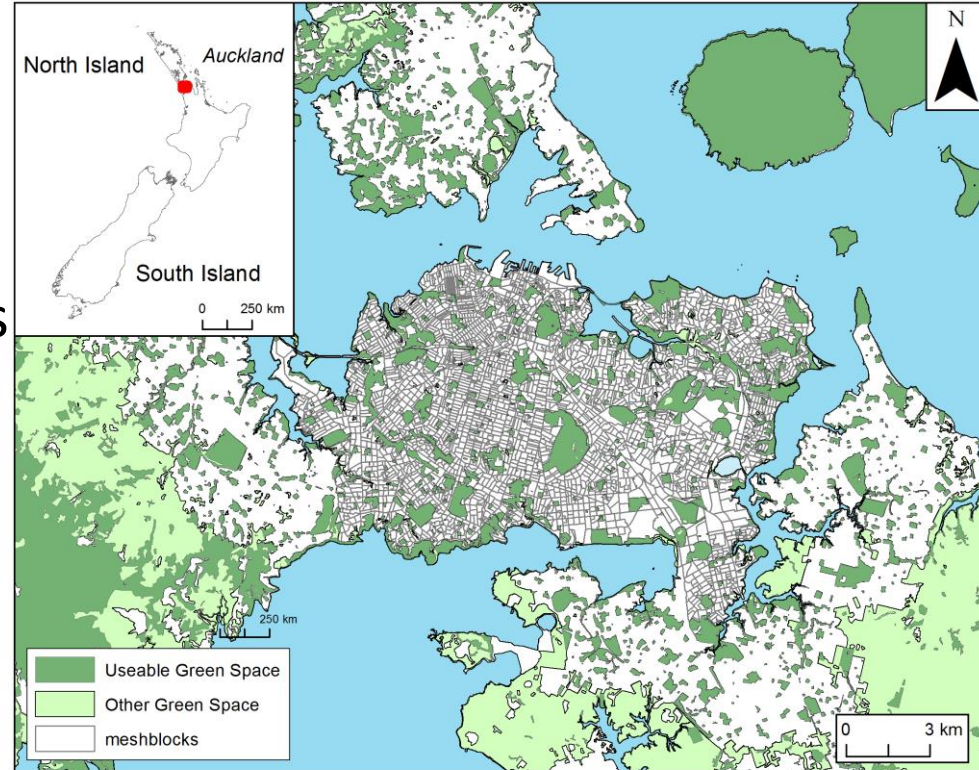 North Island
Auckland
South Island
0 250 km
N
s
250 km
Useable Green Space
Other Green Space
meshblocks
0 3 km